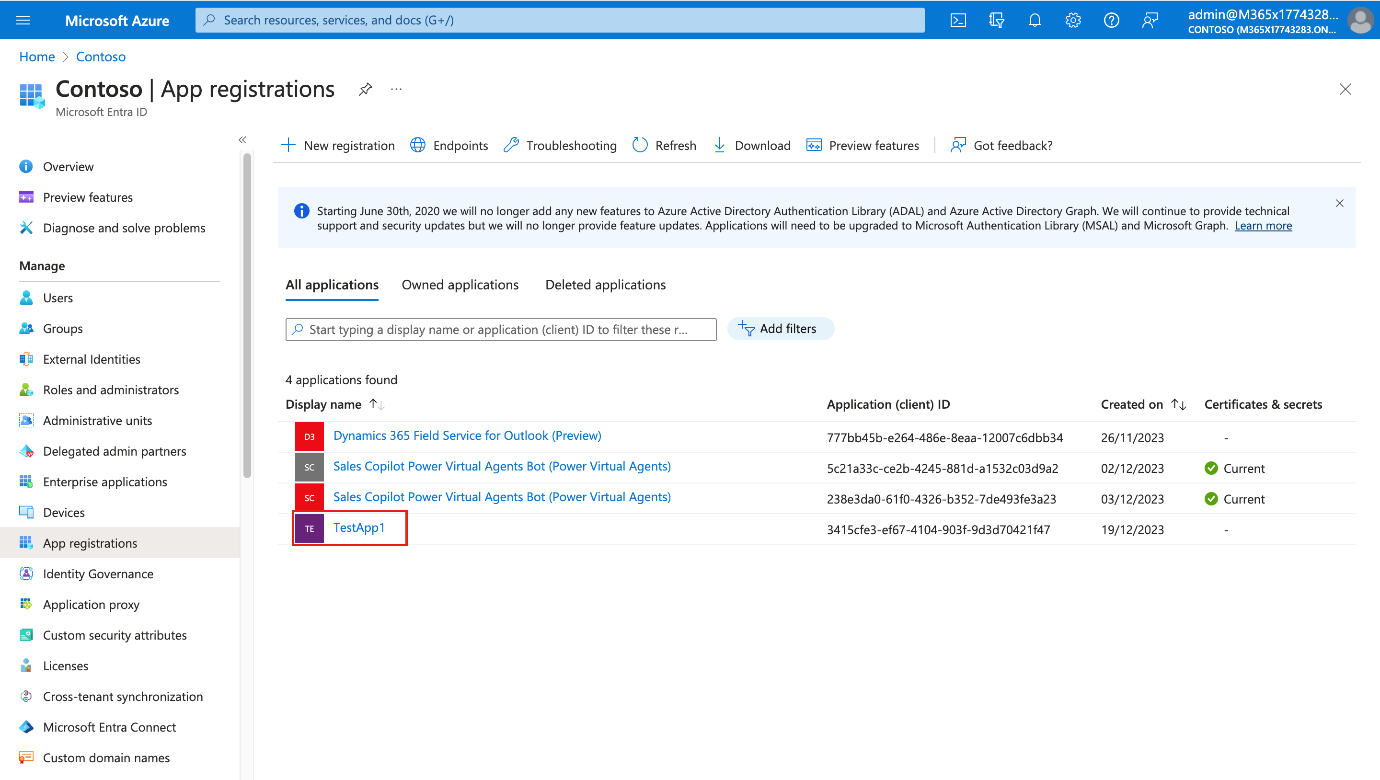 Microsoft Azure
Search resources, services, and docs (G+/)
admin@M365x1774328...
CONTOSO (M365X17743283.ON...
Home > Contoso
Contoso | App registrations
...
Microsoft Entra ID
Overview
Preview features
Diagnose and solve problems
Manage
Users
Groups
External Identities
Roles and administrators
Administrative units
Delegated admin partners
Enterprise applications
Devices
App registrations
Identity Governance
Application proxy
Custom security attributes
Licenses
Cross-tenant synchronization
Microsoft Entra Connect
Custom domain names
New registration Endpoints Troubleshooting Refresh Download Preview features Got feedback?
Starting June 30th, 2020 we will no longer add any new features to Azure Active Directory Authentication Library (ADAL) and Azure Active Directory Graph. We will continue to provide technical
support and security updates but we will no longer provide feature updates. Applications will need to be upgraded to Microsoft Authentication Library (MSAL) and Microsoft Graph. Learn more
All applications Owned applications Deleted applications
Start typing a display name or application (client) ID to filter these r... Add filters
4 applications found
Display name Application (client) ID Created on Certificates & secrets
D3 Dynamics 365 Field Service for Outlook (Preview) 777bb45b-e264-486e-8eaa-12007c6dbb34 26/11/2023 -
SC Sales Copilot Power Virtual Agents Bot (Power Virtual Agents) 5c21a33c-ce2b-4245-881d-a1532c03d9a2 02/12/2023 Current
SC Sales Copilot Power Virtual Agents Bot (Power Virtual Agents) 238e3da0-61f0-4326-b352-7de493fe3a23 03/12/2023 Current
TE TestApp1 3415cfe3-ef67-4104-903f-9d3d70421f47 19/12/2023 -